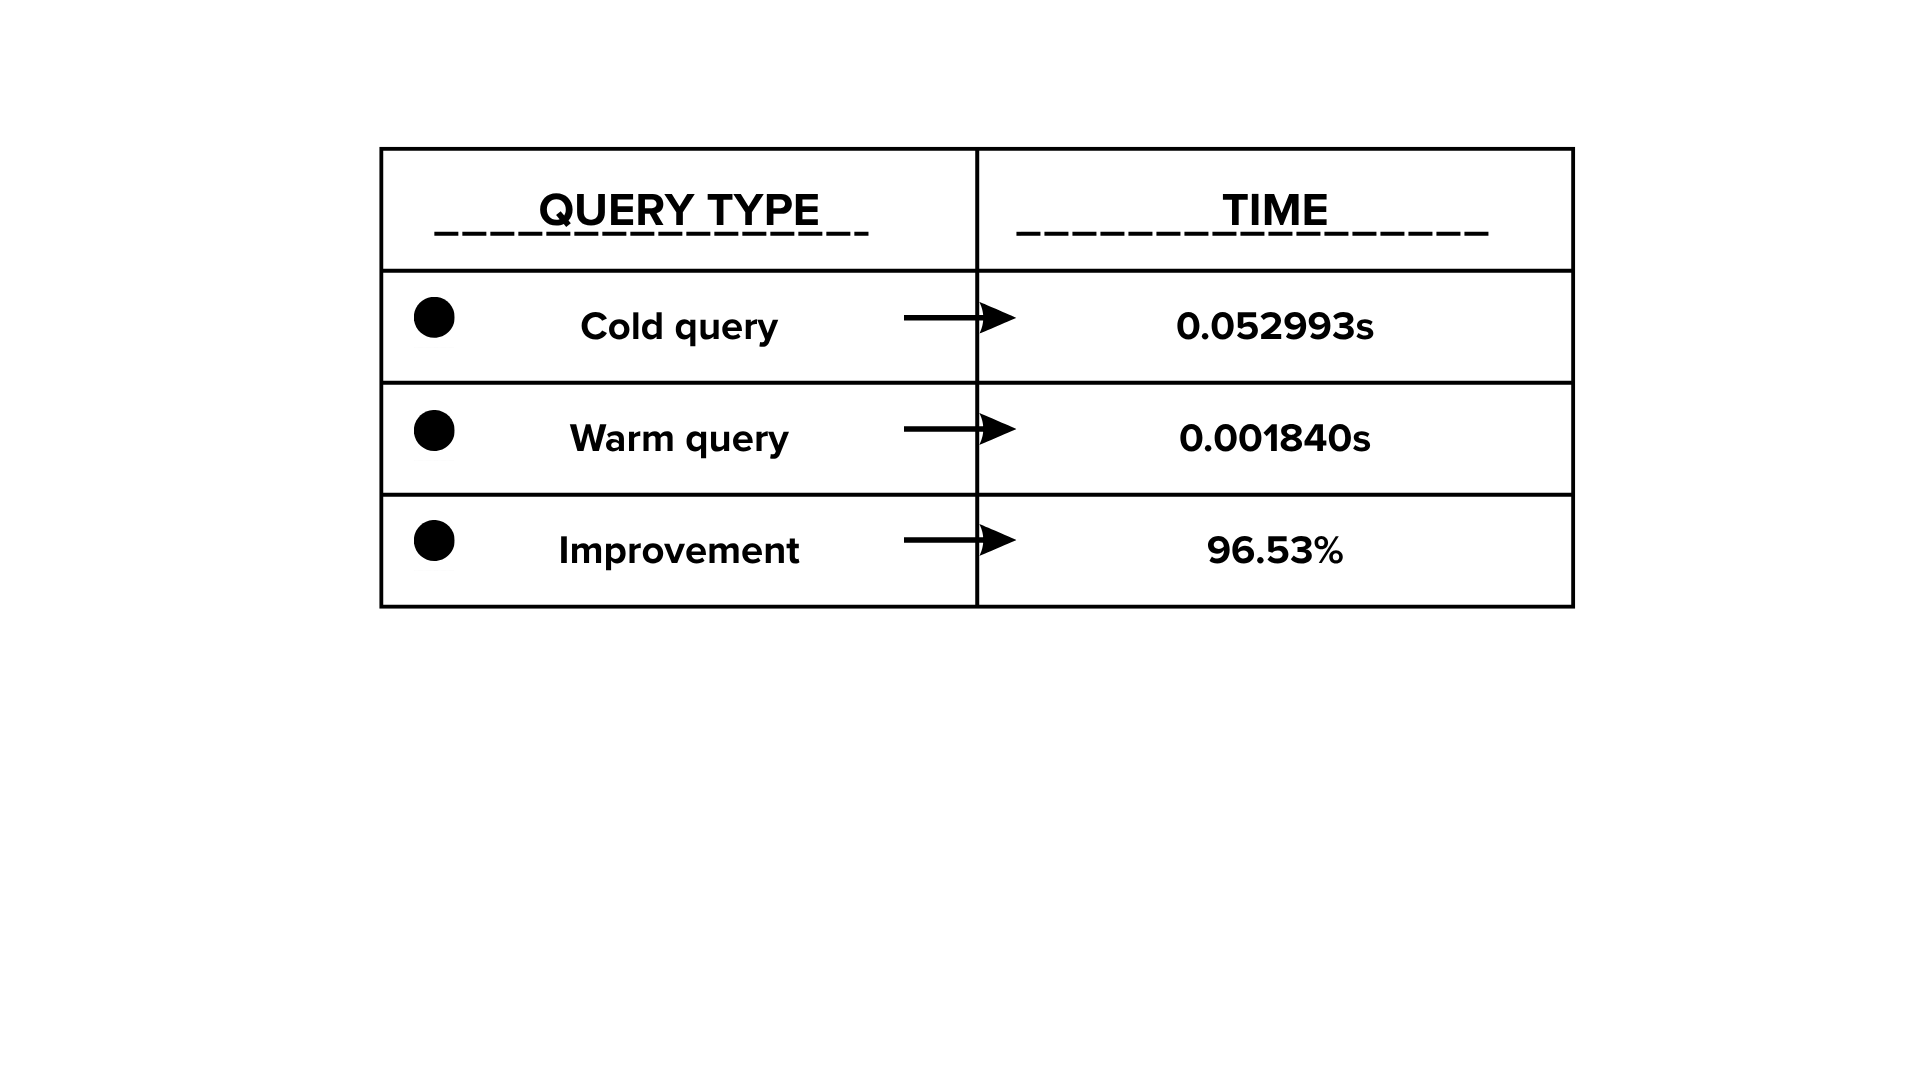 QUERY TYPE
TIME
Cold query
0.052993s
Warm query
0.001840s
Improvement
96.53%